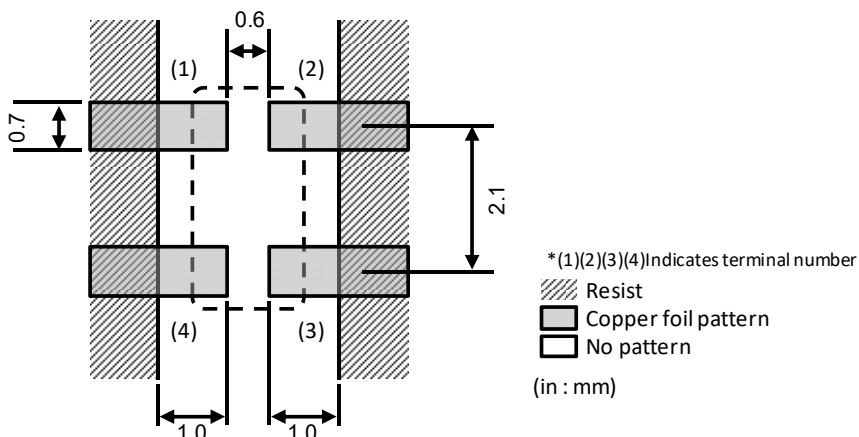 0.6
(1)
(2)
0.7
2.1
*(1)(2)(3)(4)Indicates terminal number
Resist
Copper foil pattern
(4)
(3)
No pattern
(in : mm)
1.0
1.0